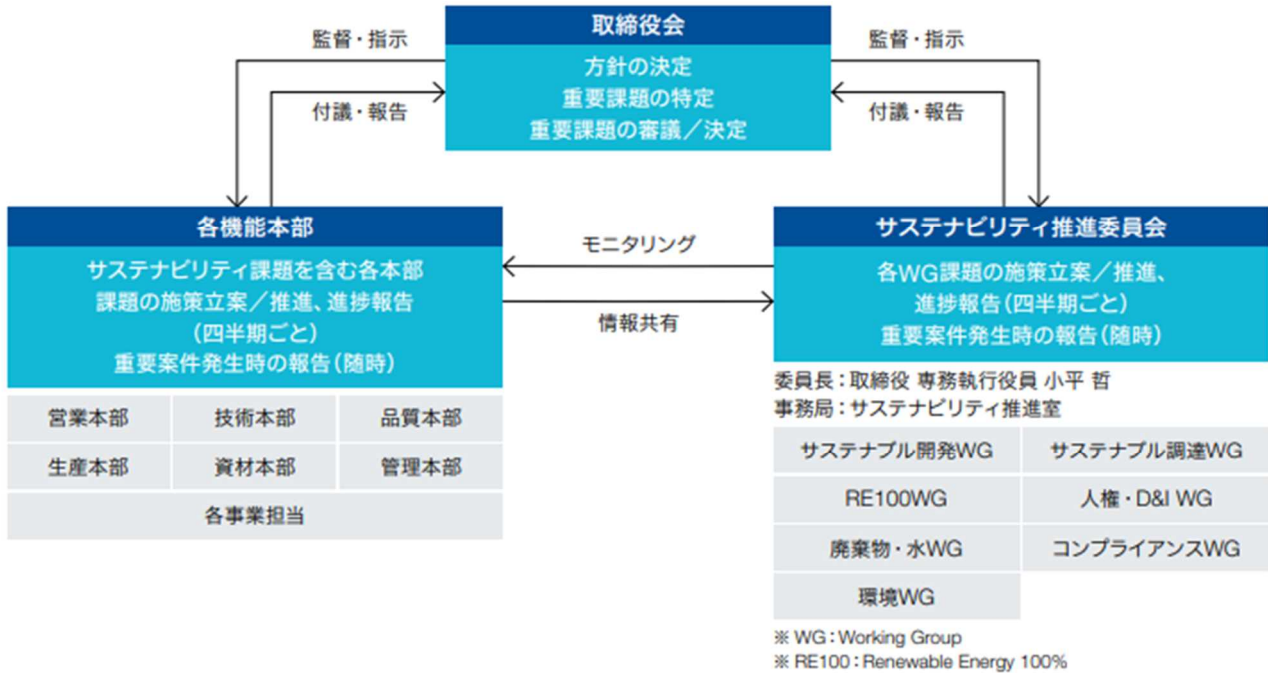 取締役会
方針の決定
重要課題の特定
重要課題の審議／決定
監督・指示
付議・報告
監督・指示
付議・報告
各機能本部
サステナビリティ課題を含む各本部
課題の施策立案／推進、進捗報告
(四半期ごと)
重要案件発生時の報告(随時)
営業本部
技術本部
品質本部
生産本部
資材本部
管理本部
各事業担当
モニタリング
情報共有
サステナビリティ推進委員会
各WG課題の施策立案／推進、
進捗報告(四半期ごと)
重要案件発生時の報告(随時)
委員長：取締役 専務執行役員 小平 哲
事務局：サステナビリティ推進室
サステナブル開発WG
サステナブル調達WG
RE100WG
人権・D&I WG
廃棄物・水WG
コンプライアンスWG
環境WG
※ WG：Working Group
※ RE100：Renewable Energy 100%